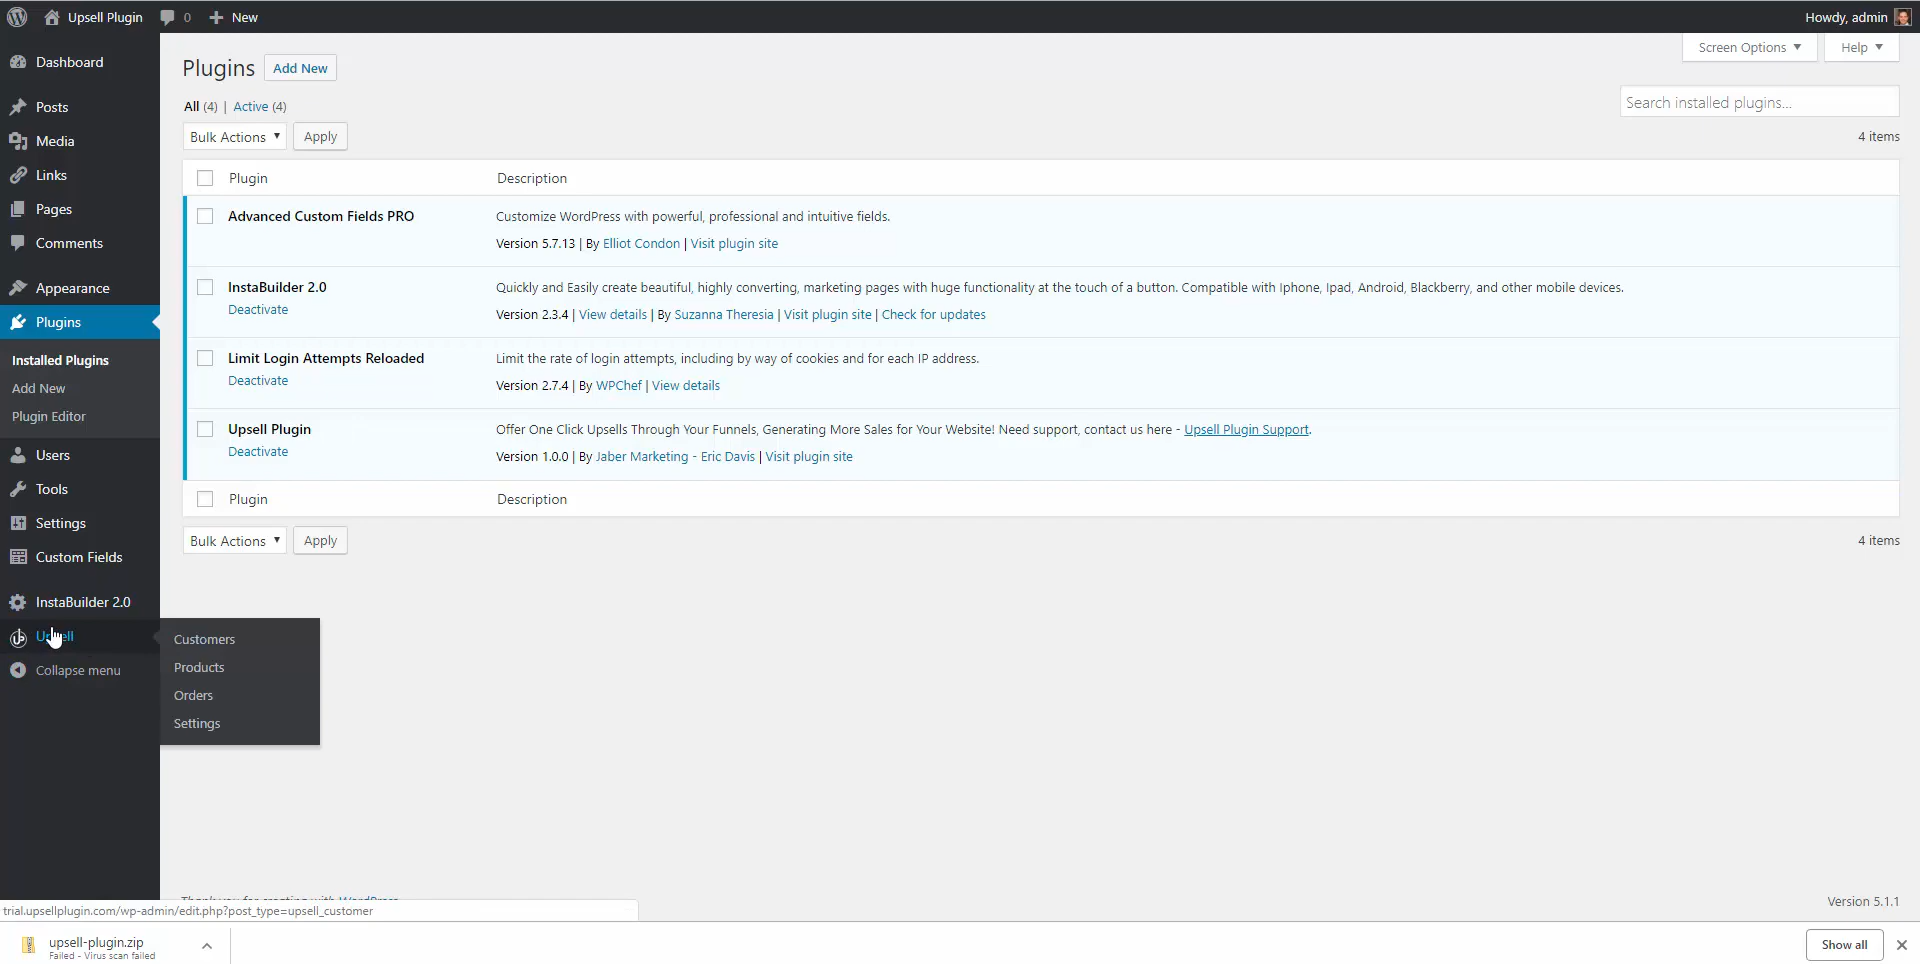 Upsell Plugin 0 New Howdy, admin
Screen Options Help
Dashboard
Posts
Media
Links
Pages
Comments
Appearance
Plugins
Installed Plugins
Add New
Plugin Editor
Users
Tools
Settings
Custom Fields
InstaBuilder 2.0
Collapse menu
Customers
Products
Orders
Settings
Plugins Add New
All (4) | Active (4)
Search installed plugins...
Bulk Actions Apply 4 items
Plugin Description
Advanced Custom Fields PRO Customize WordPress with powerful, professional and intuitive fields.
Version 5.7.13 | By Elliot Condon | Visit plugin site
InstaBuilder 2.0 Quickly and Easily create beautiful, highly converting, marketing pages with huge functionality at the touch of a button. Compatible with Iphone, Ipad, Android, Blackberry, and other mobile devices.
Deactivate Version 2.3.4 | View details | By Suzanna Theresia | Visit plugin site | Check for updates
Limit Login Attempts Reloaded Limit the rate of login attempts, including by way of cookies and for each IP address.
Deactivate Version 2.7.4 | By WPChef | View details
Upsell Plugin Offer One Click Upsells Through Your Funnels, Generating More Sales for Your Website! Need support, contact us here - Upsell Plugin Support.
Deactivate Version 1.0.0 | By Jaber Marketing - Eric Davis | Visit plugin site
Plugin Description
Bulk Actions Apply 4 items
Version 5.1.1
trial.upsellplugin.com/wp-admin/edit.php?post_type=upsell_customer
upsell-plugin.zip
Failed - Virus scan failed
Show all